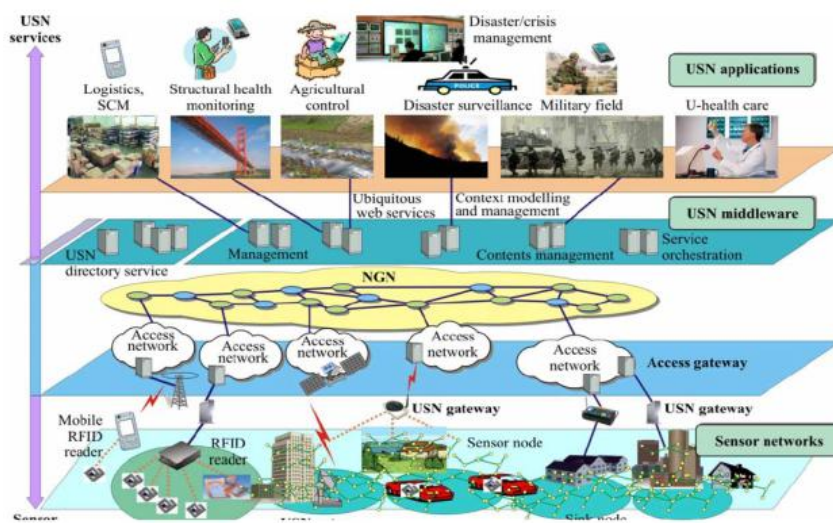 USN
services
Disaster/crisis
management
USN applications
Logistics,
SCM
Structural health
monitoring
Agricultural
control
POLICE
Disaster surveillance
Military field
U-health care
Ubiquitous
web services
Context modelling
and management
USN middleware
USN
directory service
Management
Contents management
Service
orchestration
NGN
Access
network
Access
network
Access
network
Access
network
Access
network
Access gateway
Mobile
RFID
reader
RFID
reader
USN gateway
Sensor node
USN gateway
Sensor networks
Sensor
Sink node